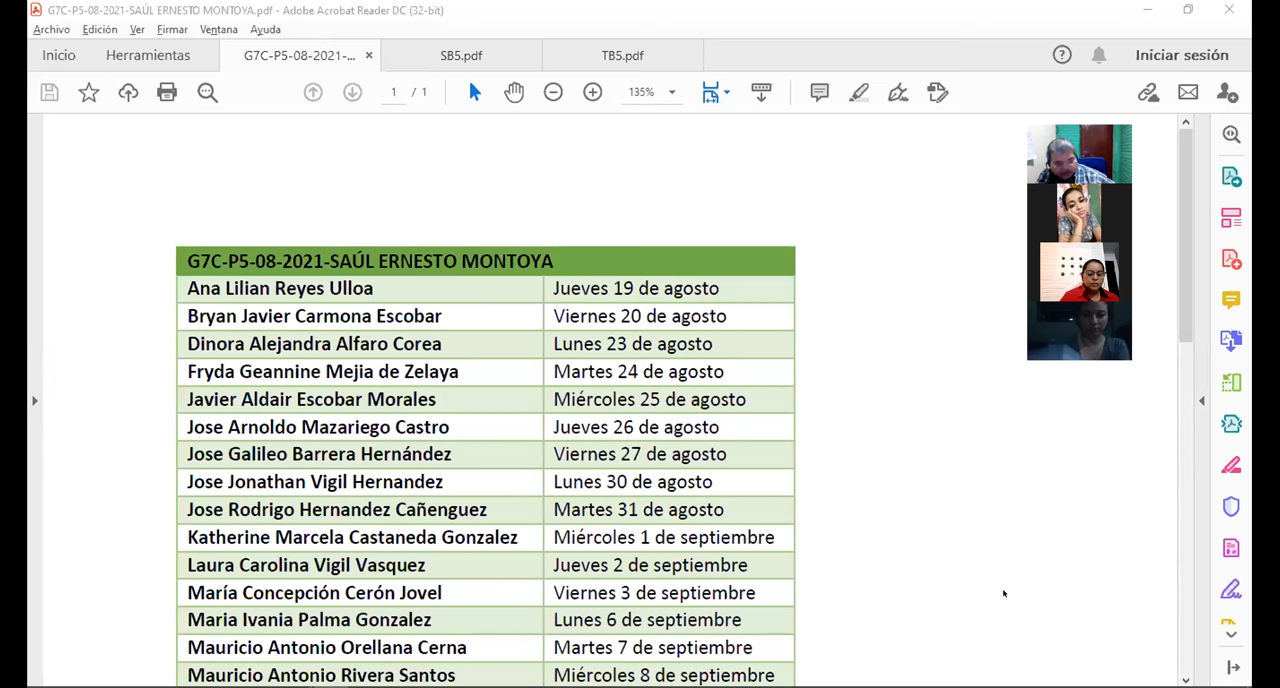 G7C-P5-08-2021-SAÚL ERNESTO MONTOYA.pdf - Adobe Acrobat Reader DC (32-bit)
Archivo Edición Ver Firmar Ventana Ayuda
Inicio Herramientas G7C-P5-08-2021-... × SB5.pdf TB5.pdf Iniciar sesión
1 / 1 135%
G7C-P5-08-2021-SAÚL ERNESTO MONTOYA
Ana Lilian Reyes Ulloa Jueves 19 de agosto
Bryan Javier Carmona Escobar Viernes 20 de agosto
Dinora Alejandra Alfaro Corea Lunes 23 de agosto
Fryda Geannine Mejia de Zelaya Martes 24 de agosto
Javier Aldair Escobar Morales Miércoles 25 de agosto
Jose Arnoldo Mazariego Castro Jueves 26 de agosto
Jose Galileo Barrera Hernández Viernes 27 de agosto
Jose Jonathan Vigil Hernandez Lunes 30 de agosto
Jose Rodrigo Hernandez Cañenguez Martes 31 de agosto
Katherine Marcela Castaneda Gonzalez Miércoles 1 de septiembre
Laura Carolina Vigil Vasquez Jueves 2 de septiembre
María Concepción Cerón Jovel Viernes 3 de septiembre
Maria Ivania Palma Gonzalez Lunes 6 de septiembre
Mauricio Antonio Orellana Cerna Martes 7 de septiembre
Mauricio Antonio Rivera Santos Miércoles 8 de septiembre